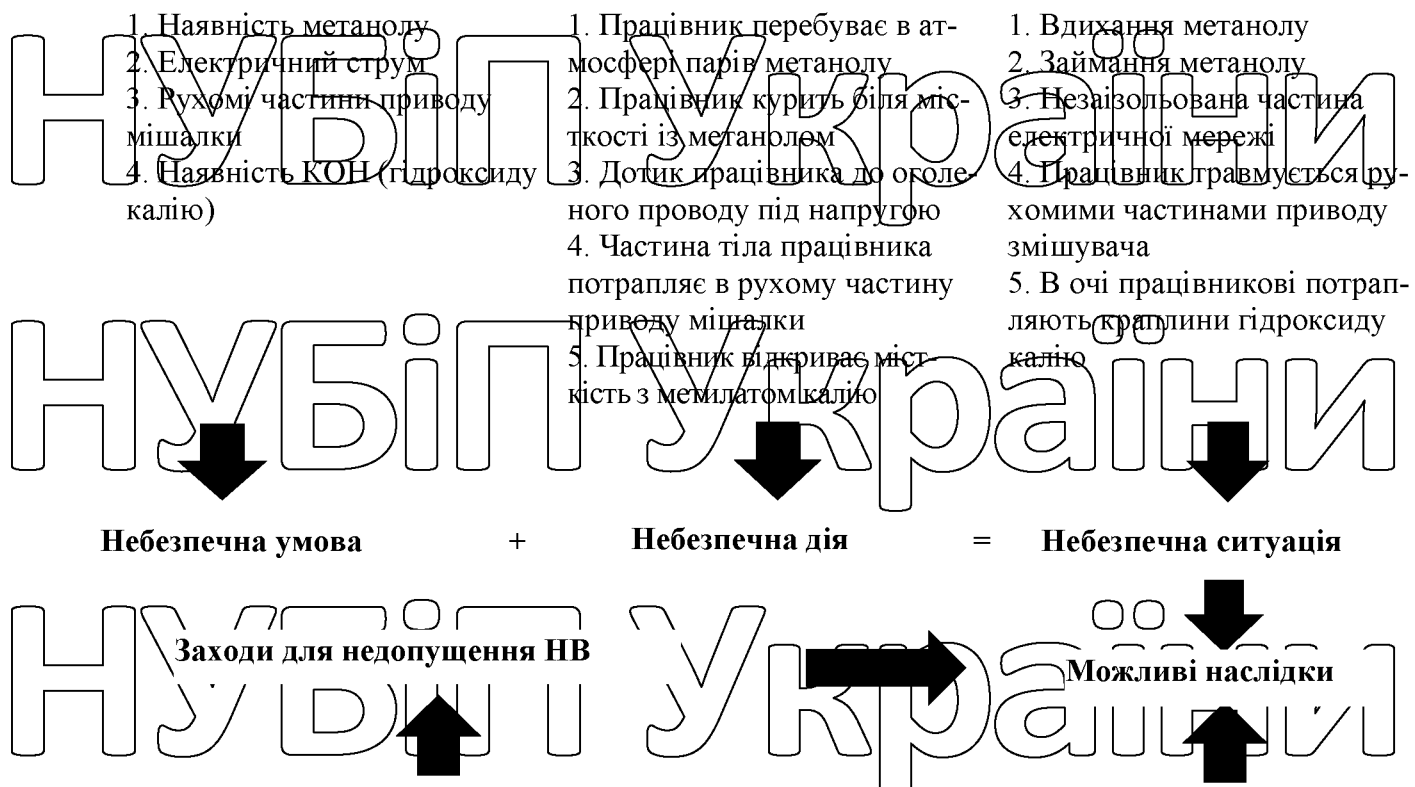 1. Наявність метанолу
2. Електричний струм
3. Рухомі частини приводу
мішалки
4. Наявність КОН (гідроксиду
калію)
1. Працівник перебуває в ат-
мосфері парів метанолу
2. Працівник курить біля міс-
ткості із метанолом
3. Дотик працівника до оголе-
ного проводу під напругою
4. Частина тіла працівника
потрапляє в рухому частину
приводу мішалки
5. Працівник відкриває міст-
кість з метилатом калію
1. Вдихання метанолу
2. Займання метанолу
3. Незаізольована частина
електричної мережі
4. Працівник травмується ру-
хомими частинами приводу
змішувача
5. В очі працівникові потрап-
ляють краплини гідроксиду
калію
Небезпечна умова + Небезпечна дія = Небезпечна ситуація
Заходи для недопущення НВ
Можливі наслідки
НУБіП України
НУБіП України
НУБіП України